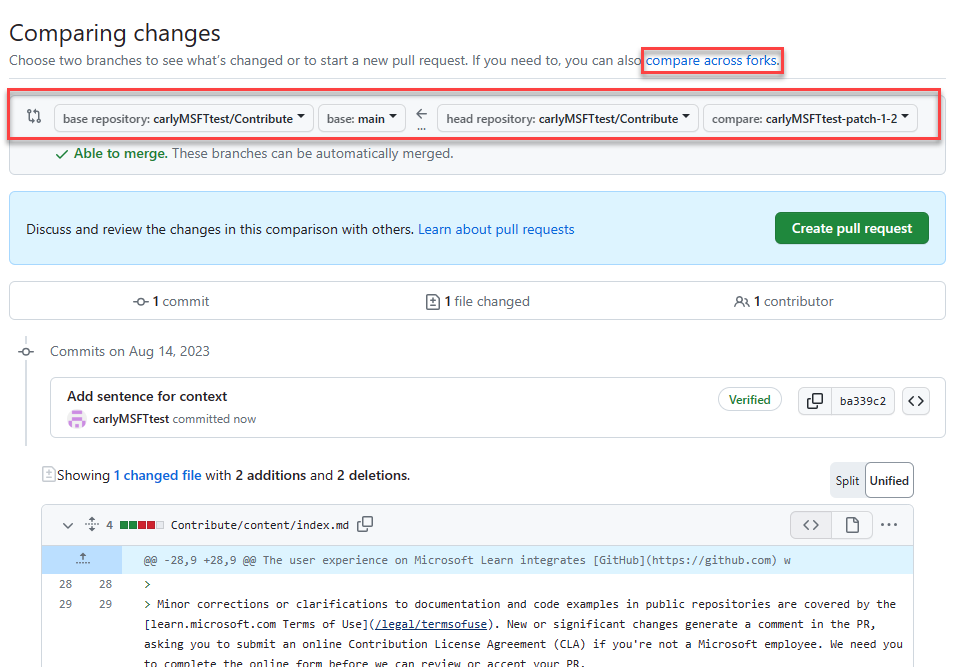 Comparing changes
Choose two branches to see what's changed or to start a new pull request. If you need to, you can also compare across forks.
base repository: carlyMSFTtest/Contribute base: main ... head repository: carlyMSFTtest/Contribute compare: carlyMSFTtest-patch-1-2
Able to merge. These branches can be automatically merged.
Discuss and review the changes in this comparison with others. Learn about pull requests Create pull request
1 commit 1 file changed 1 contributor
Commits on Aug 14, 2023
Add sentence for context
carlyMSFTtest committed now
Verified ba339c2 <>
Showing 1 changed file with 2 additions and 2 deletions.
Split Unified
4 Contribute/content/index.md <> ...
@@ -28,9 +28,9 @@ The user experience on Microsoft Learn integrates [GitHub](https://github.com) w
28 28 >
29 29 > Minor corrections or clarifications to documentation and code examples in public repositories are covered by the
[learn.microsoft.com Terms of Use](/legal/termsofuse). New or significant changes generate a comment in the PR,
asking you to submit an online Contribution License Agreement (CLA) if you're not a Microsoft employee. We need you
to complete the online form before we can review or accept your PR.